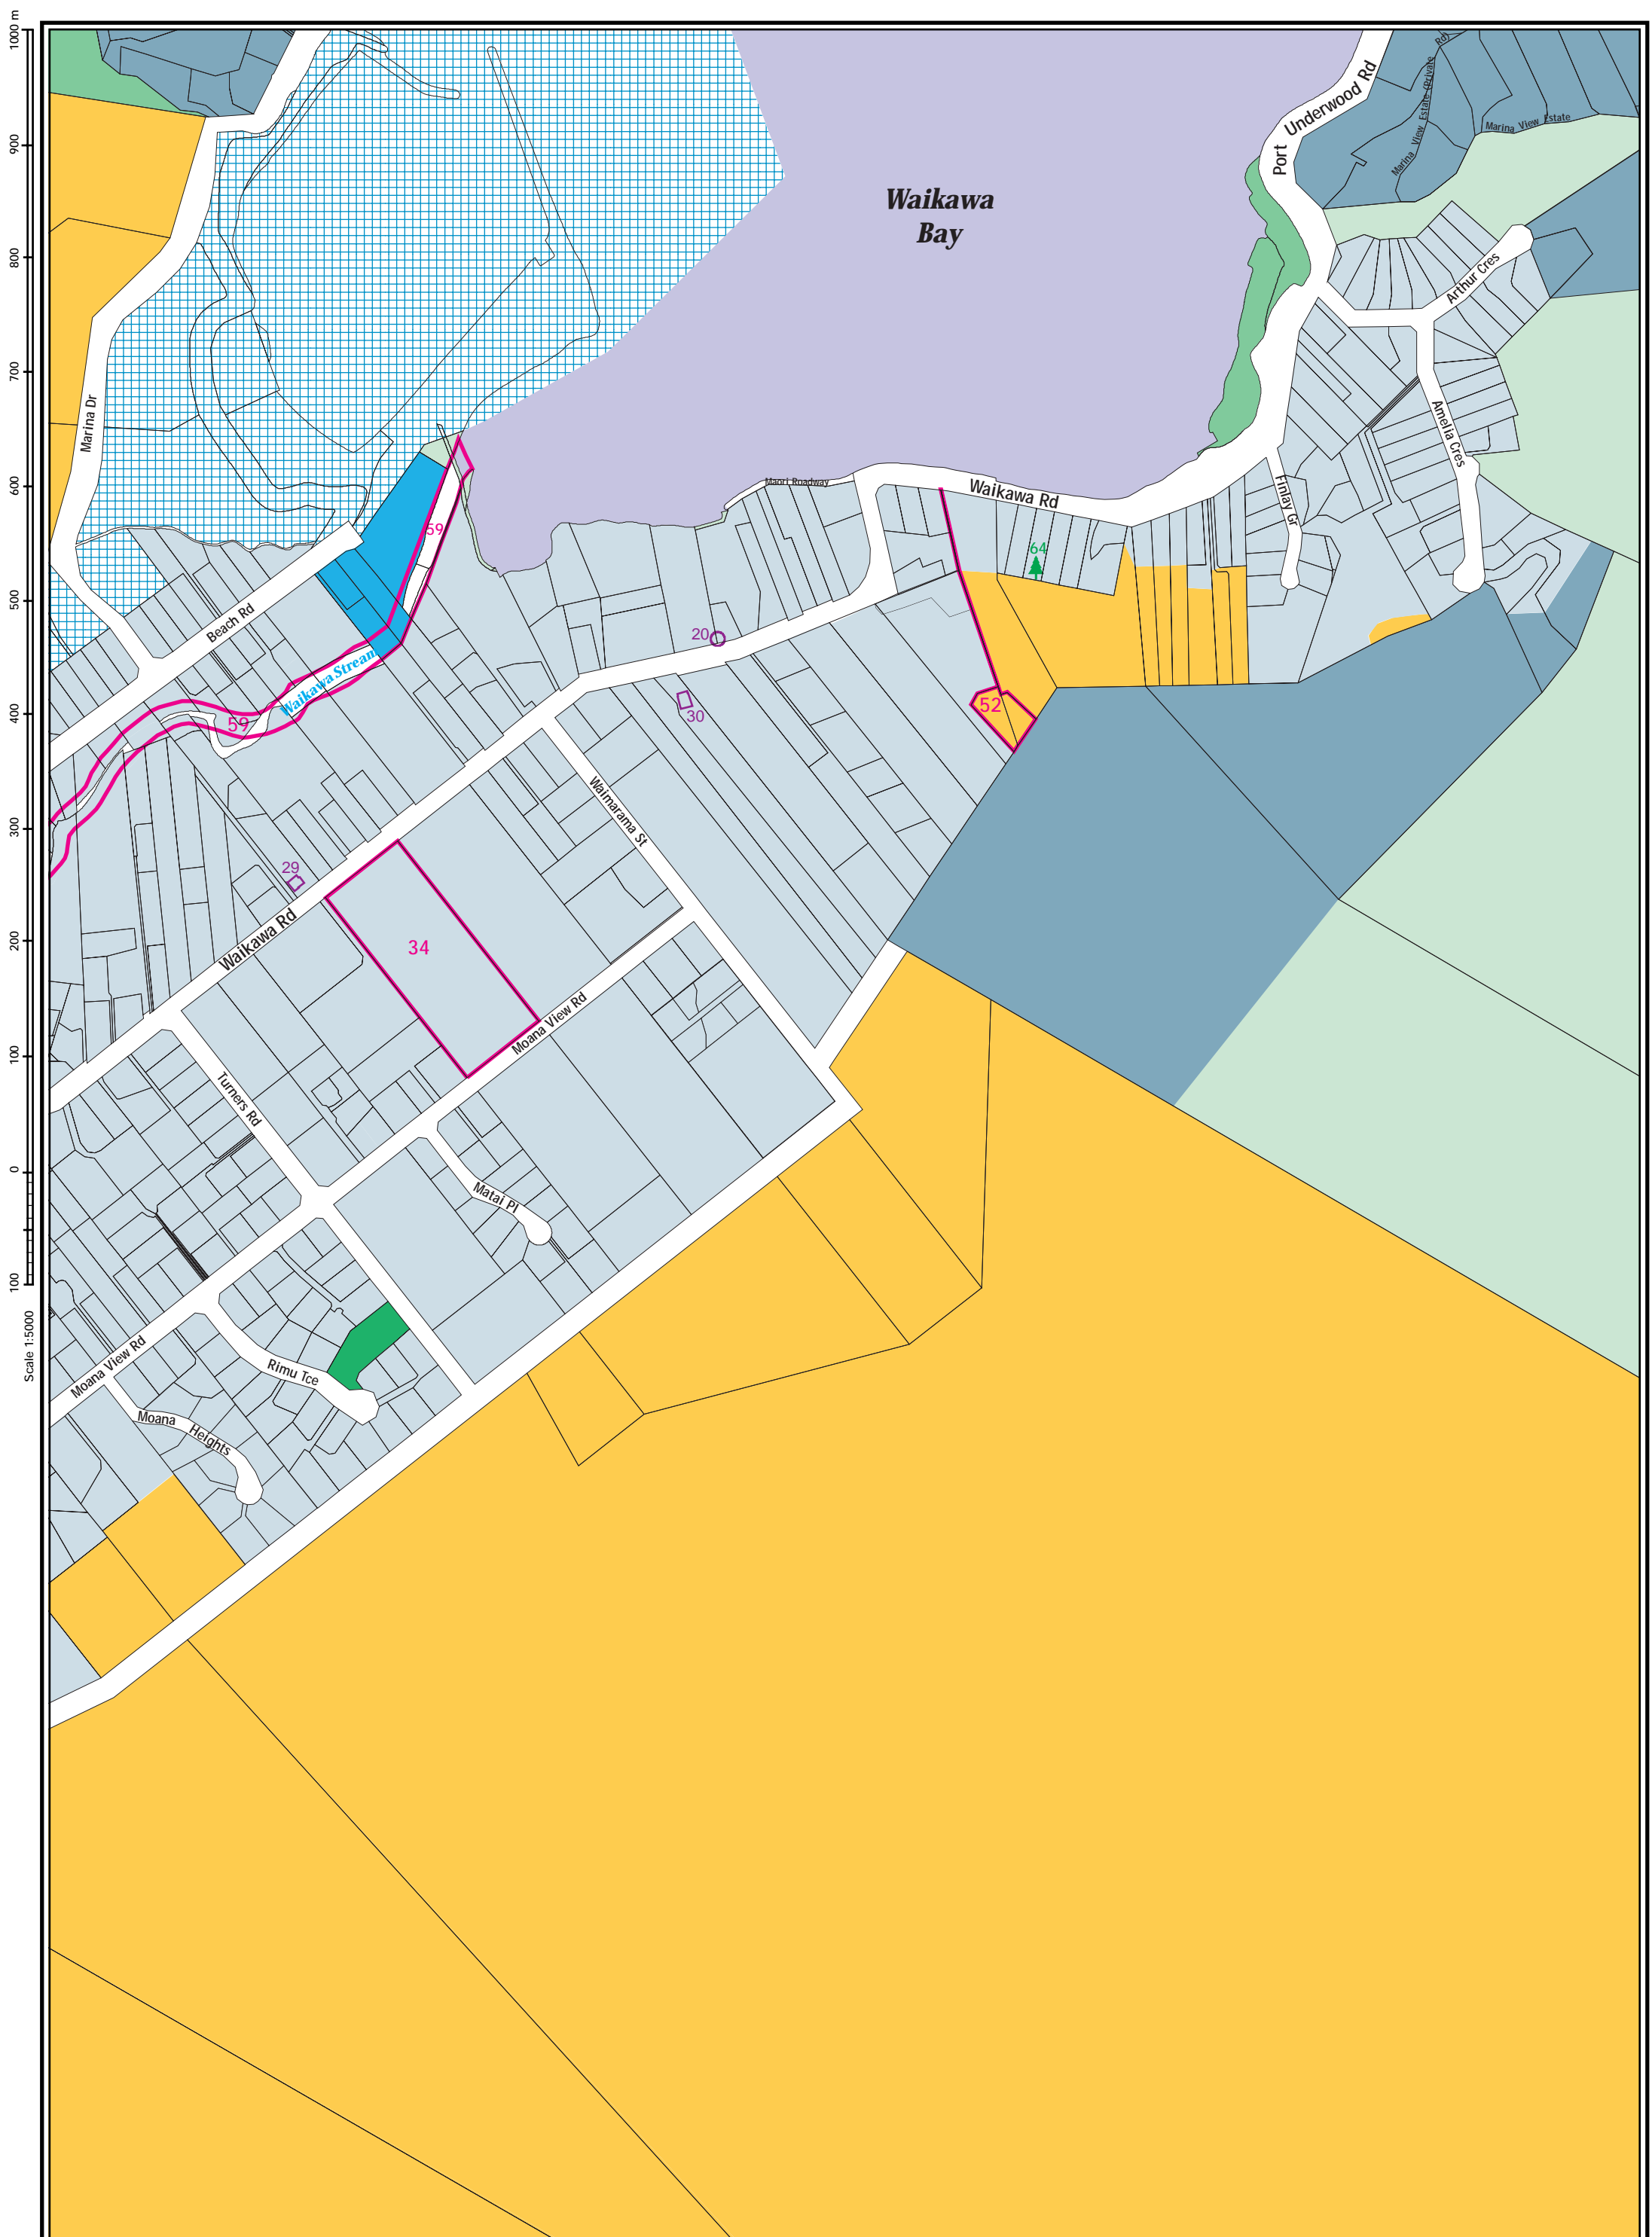 1000 m
900
800
700
600
500
400
300
200
100
0
100
Scale 1:5000
Waikawa
Bay
Port
Underwood Rd
Marina View Estate (Private
Rd)
Marina View Estate
Arthur Cres
Amelia Cres
Finlay Gr
Marina Dr
Maori Roadway
Waikawa Rd
59
64
Beach Rd
20
Waikawa Stream
59
30
52
Waimarama St
29
Waikawa Rd
34
Moana View Rd
Turners Rd
Matai Pl
Moana View Rd
Rimu Tce
Moana
Heights